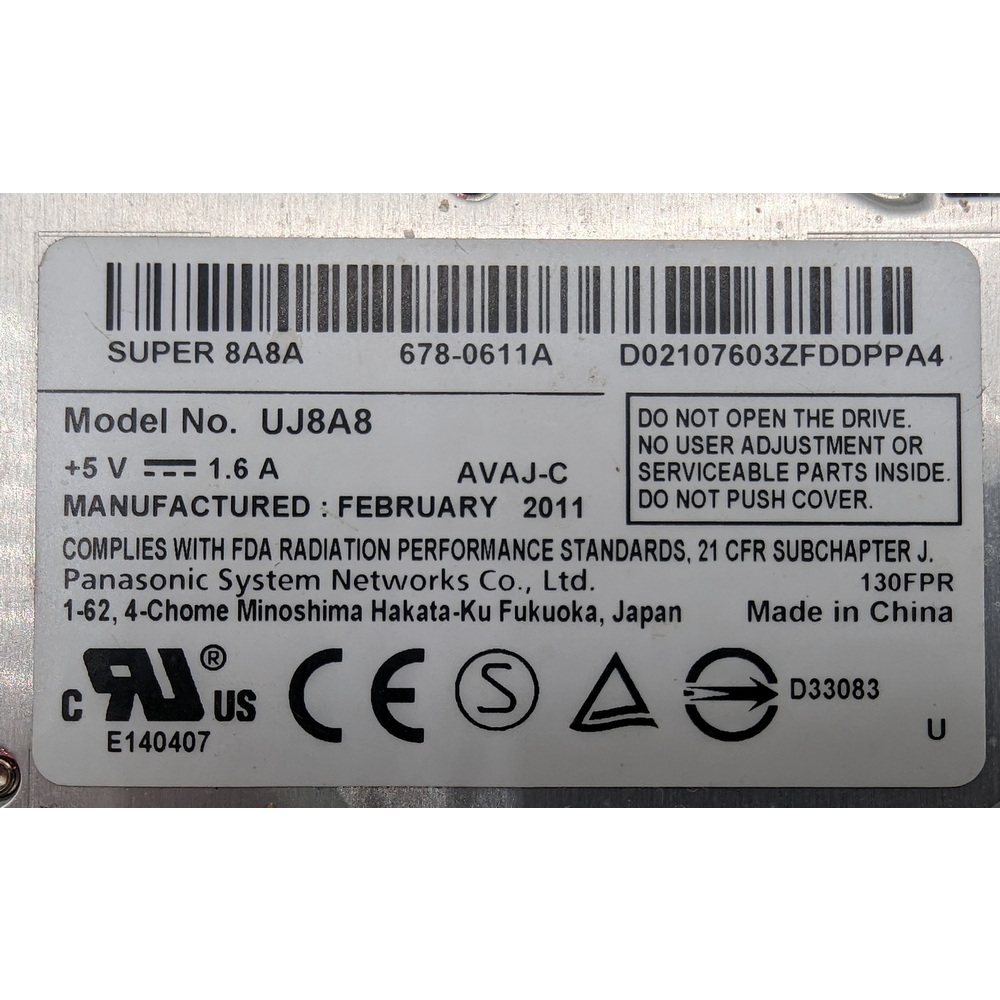 SUPER 8A8A 678-0611A D02107603ZFDDPPA4
Model No. UJ8A8
+5 V 1.6 A AVAJ-C
MANUFACTURED : FEBRUARY 2011
DO NOT OPEN THE DRIVE.
NO USER ADJUSTMENT OR
SERVICEABLE PARTS INSIDE.
DO NOT PUSH COVER.
COMPLIES WITH FDA RADIATION PERFORMANCE STANDARDS, 21 CFR SUBCHAPTER J.
Panasonic System Networks Co., Ltd. 130FPR
1-62, 4-Chome Minoshima Hakata-Ku Fukuoka, Japan Made in China
C RU ® US CE S D33083
E140407 U